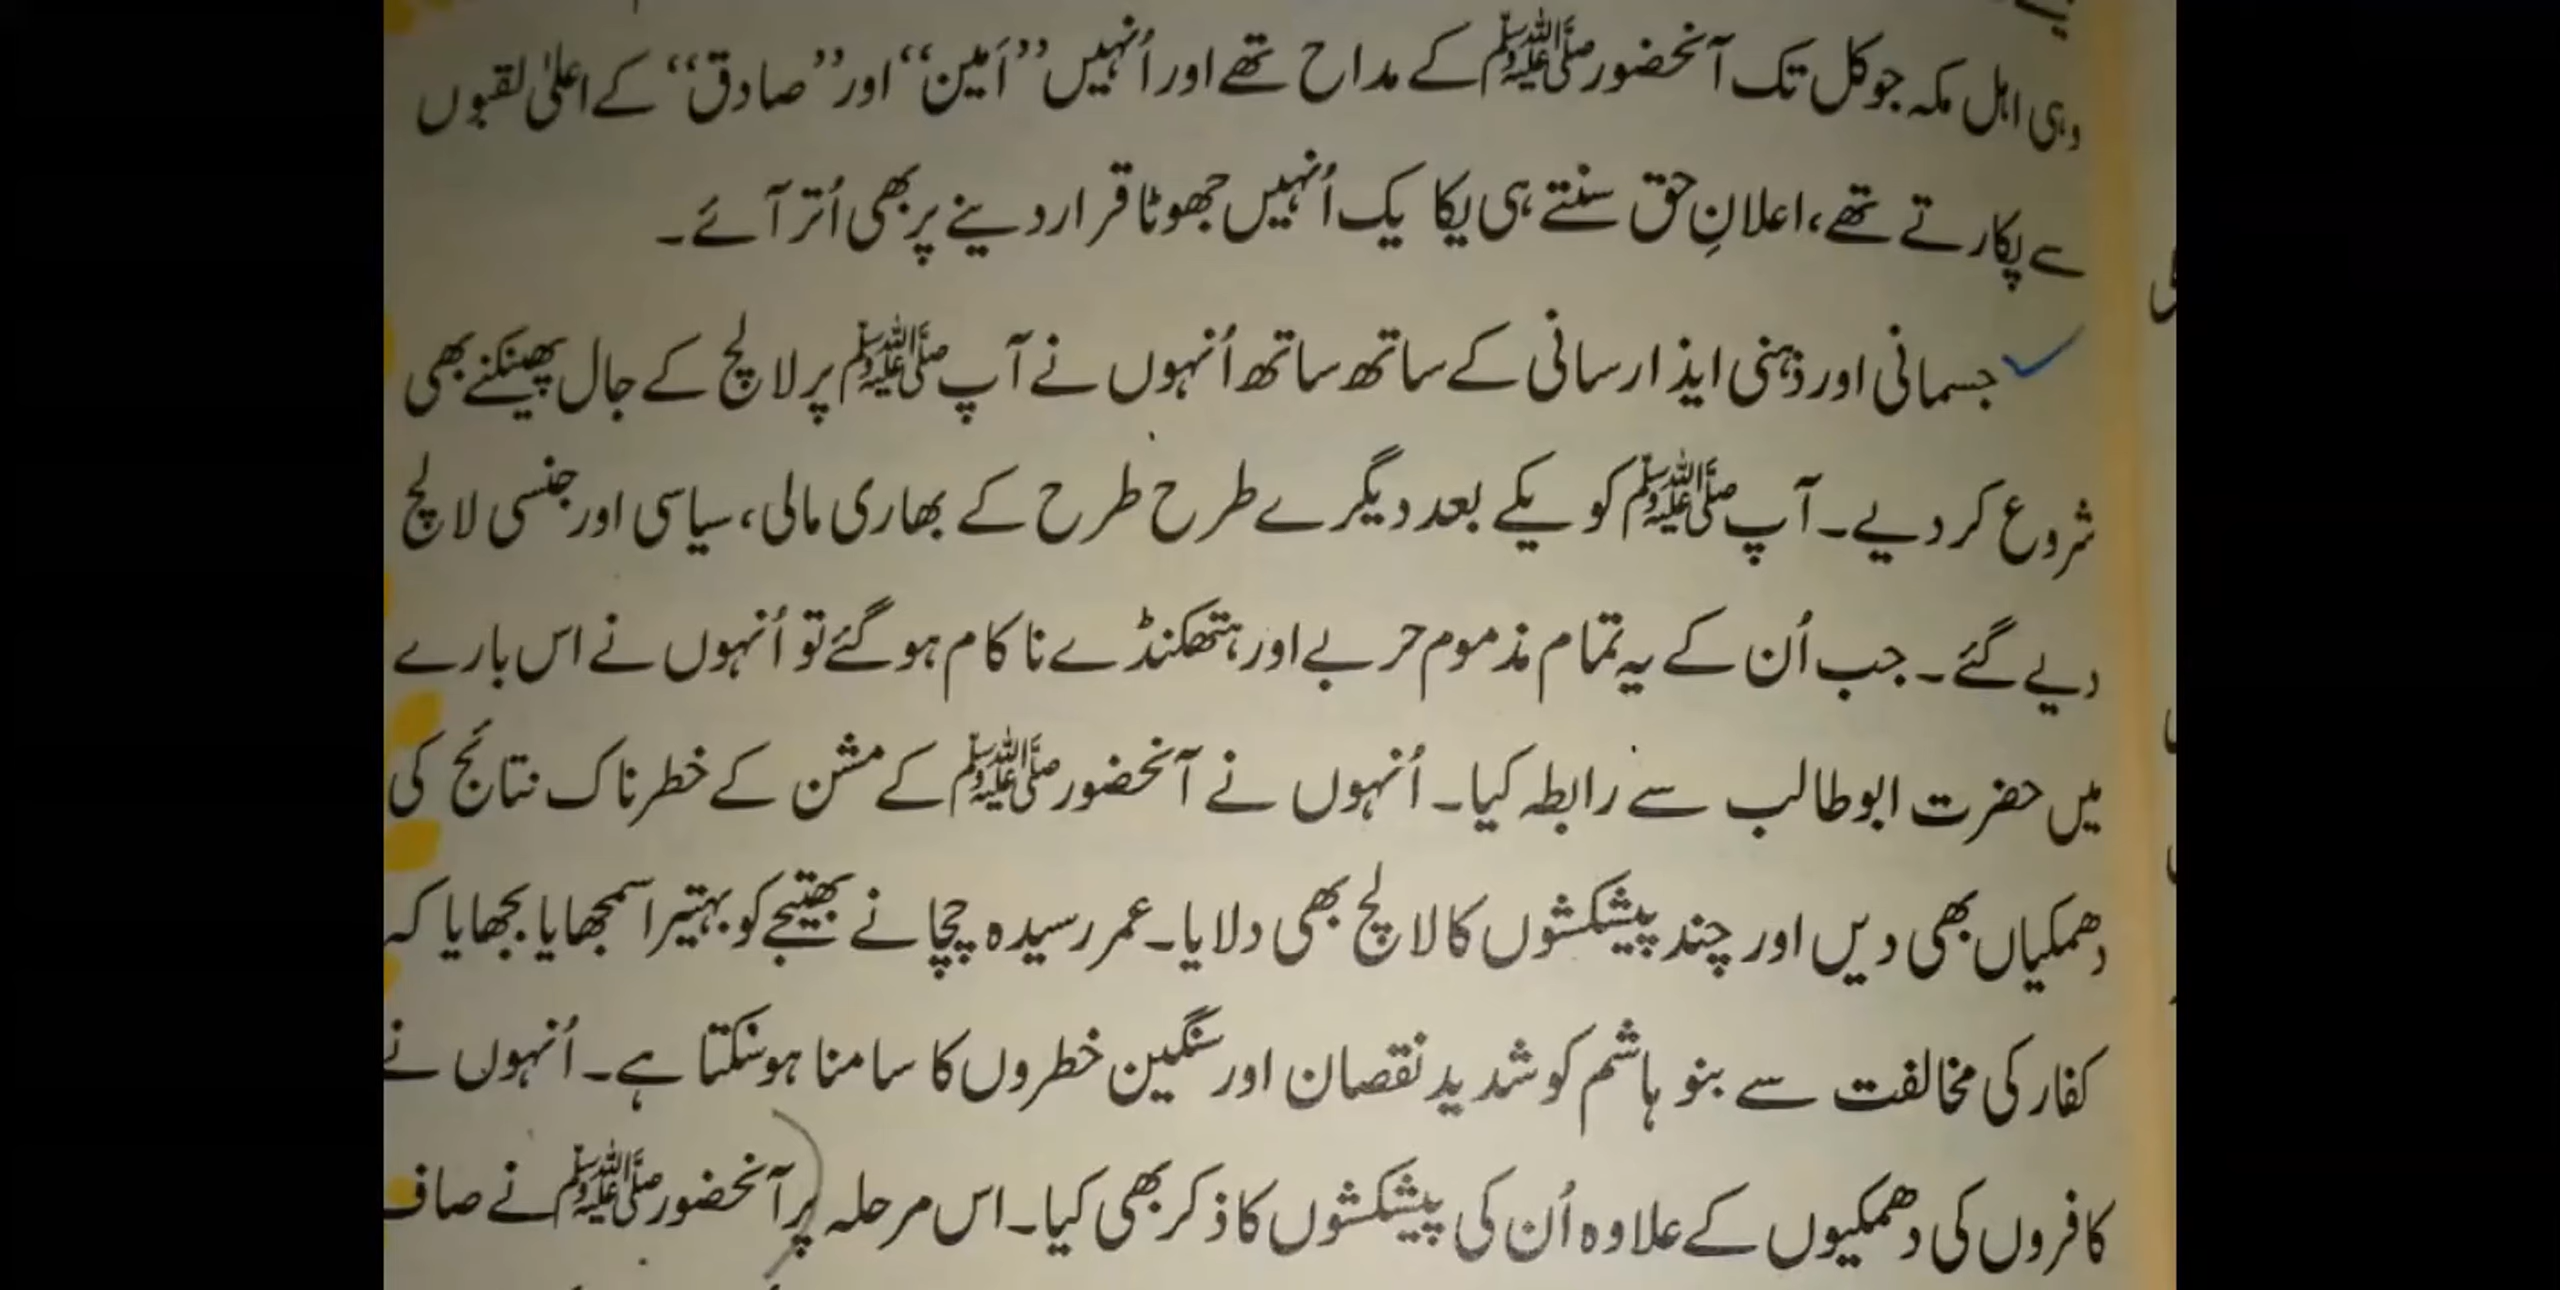 وہی اہل مکہ جو کل تک آنحضور ﷺ کے مداح تھے اور اُنہیں ’’اَمین‘‘ اور ’’صادق‘‘ کے اعلیٰ لقبوں
سے پکارتے تھے، اعلانِ حق سنتے ہی یکا یک اُنہیں جھوٹا قرار دینے پر بھی اُتر آئے۔
جسمانی اور ذہنی ایذا رسانی کے ساتھ ساتھ اُنہوں نے آپ ﷺ پر لالچ کے جال پھینکنے بھی
شروع کر دیے۔ آپ ﷺ کو یکے بعد دیگرے طرح طرح کے بھاری مالی، سیاسی اور جنسی لالچ
دیے گئے۔ جب اُن کے یہ تمام مذموم حربے اور ہتھکنڈے ناکام ہو گئے تو اُنہوں نے اس بارے
میں حضرت ابو طالب سے رابطہ کیا۔ اُنہوں نے آنحضور ﷺ کے مشن کے خطرناک نتائج کی
دھمکیاں بھی دیں اور چند پیشکشوں کا لالچ بھی دلایا۔ عمر رسیدہ چچا نے بھتیجے کو بہتیرا سمجھایا بجھایا کہ
کفار کی مخالفت سے بنو ہاشم کو شدید نقصان اور سنگین خطروں کا سامنا ہو سکتا ہے۔ اُنہوں نے
کافروں کی دھمکیوں کے علاوہ اُن کی پیشکشوں کا ذکر بھی کیا۔ اس مرحلہ پر آنحضور ﷺ نے صاف